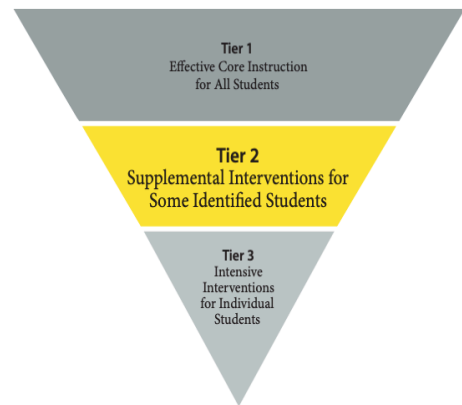 Tier 1
Effective Core Instruction
for All Students
Tier 2
Supplemental Interventions for
Some Identified Students
Tier 3
Intensive
Interventions
for Individual
Students